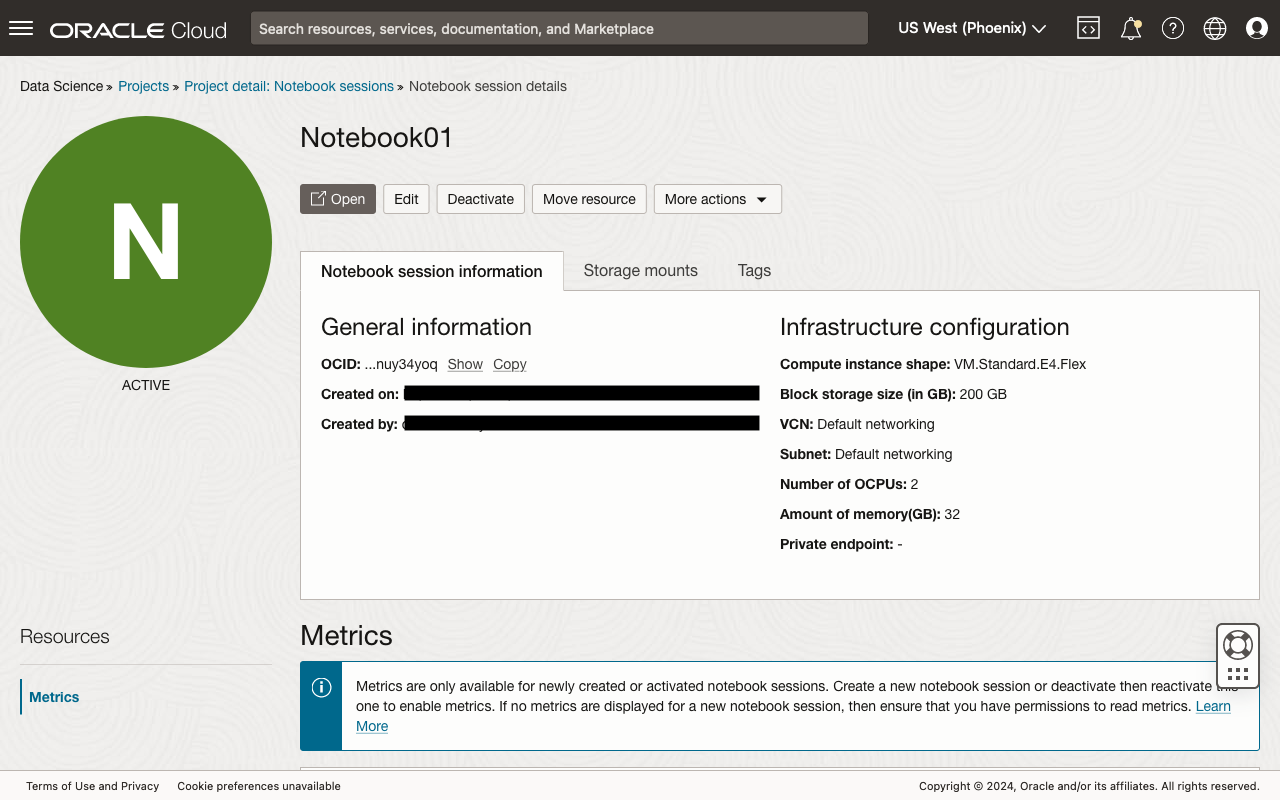 ORACLE Cloud
Search resources, services, documentation, and Marketplace
US West (Phoenix)
Data Science » Projects » Project detail: Notebook sessions » Notebook session details
N
ACTIVE
Notebook01
Open Edit Deactivate Move resource More actions
Notebook session information Storage mounts Tags
General information
OCID: ...nuy34yoq Show Copy
Created on:
Created by:
Infrastructure configuration
Compute instance shape: VM.Standard.E4.Flex
Block storage size (in GB): 200 GB
VCN: Default networking
Subnet: Default networking
Number of OCPUs: 2
Amount of memory(GB): 32
Private endpoint: -
Resources
Metrics
Metrics
Metrics are only available for newly created or activated notebook sessions. Create a new notebook session or deactivate then reactivate this
one to enable metrics. If no metrics are displayed for a new notebook session, then ensure that you have permissions to read metrics. Learn
More
Terms of Use and Privacy Cookie preferences unavailable
Copyright © 2024, Oracle and/or its affiliates. All rights reserved.